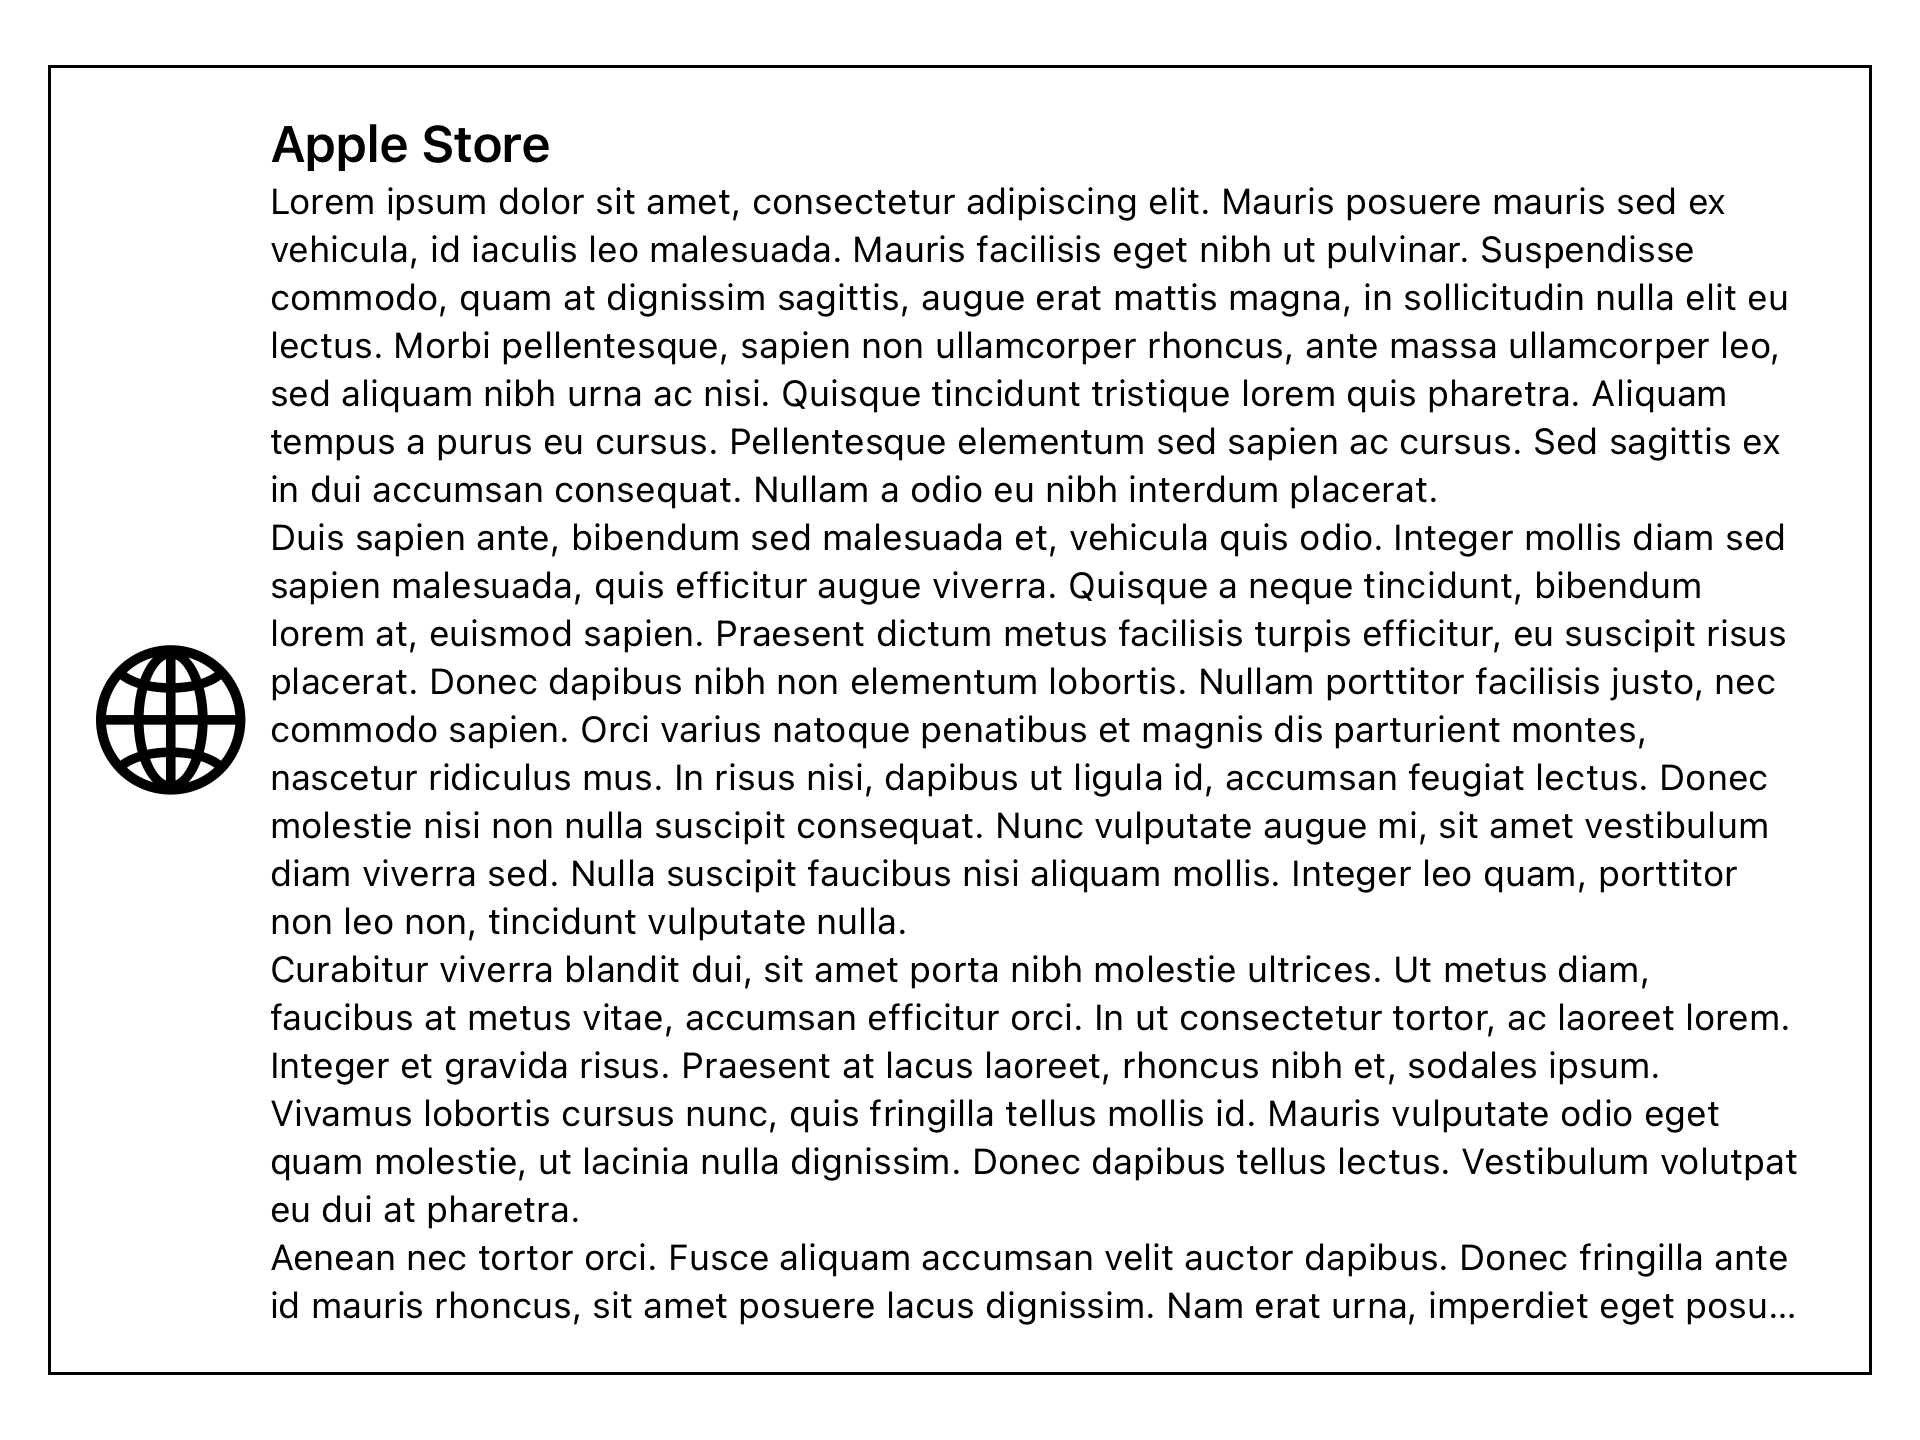 Apple Store
Lorem ipsum dolor sit amet, consectetur adipiscing elit. Mauris posuere mauris sed ex
vehicula, id iaculis leo malesuada. Mauris facilisis eget nibh ut pulvinar. Suspendisse
commodo, quam at dignissim sagittis, augue erat mattis magna, in sollicitudin nulla elit eu
lectus. Morbi pellentesque, sapien non ullamcorper rhoncus, ante massa ullamcorper leo,
sed aliquam nibh urna ac nisi. Quisque tincidunt tristique lorem quis pharetra. Aliquam
tempus a purus eu cursus. Pellentesque elementum sed sapien ac cursus. Sed sagittis ex
in dui accumsan consequat. Nullam a odio eu nibh interdum placerat.
Duis sapien ante, bibendum sed malesuada et, vehicula quis odio. Integer mollis diam sed
sapien malesuada, quis efficitur augue viverra. Quisque a neque tincidunt, bibendum
lorem at, euismod sapien. Praesent dictum metus facilisis turpis efficitur, eu suscipit risus
placerat. Donec dapibus nibh non elementum lobortis. Nullam porttitor facilisis justo, nec
commodo sapien. Orci varius natoque penatibus et magnis dis parturient montes,
nascetur ridiculus mus. In risus nisi, dapibus ut ligula id, accumsan feugiat lectus. Donec
molestie nisi non nulla suscipit consequat. Nunc vulputate augue mi, sit amet vestibulum
diam viverra sed. Nulla suscipit faucibus nisi aliquam mollis. Integer leo quam, porttitor
non leo non, tincidunt vulputate nulla.
Curabitur viverra blandit dui, sit amet porta nibh molestie ultrices. Ut metus diam,
faucibus at metus vitae, accumsan efficitur orci. In ut consectetur tortor, ac laoreet lorem.
Integer et gravida risus. Praesent at lacus laoreet, rhoncus nibh et, sodales ipsum.
Vivamus lobortis cursus nunc, quis fringilla tellus mollis id. Mauris vulputate odio eget
quam molestie, ut lacinia nulla dignissim. Donec dapibus tellus lectus. Vestibulum volutpat
eu dui at pharetra.
Aenean nec tortor orci. Fusce aliquam accumsan velit auctor dapibus. Donec fringilla ante
id mauris rhoncus, sit amet posuere lacus dignissim. Nam erat urna, imperdiet eget posu…